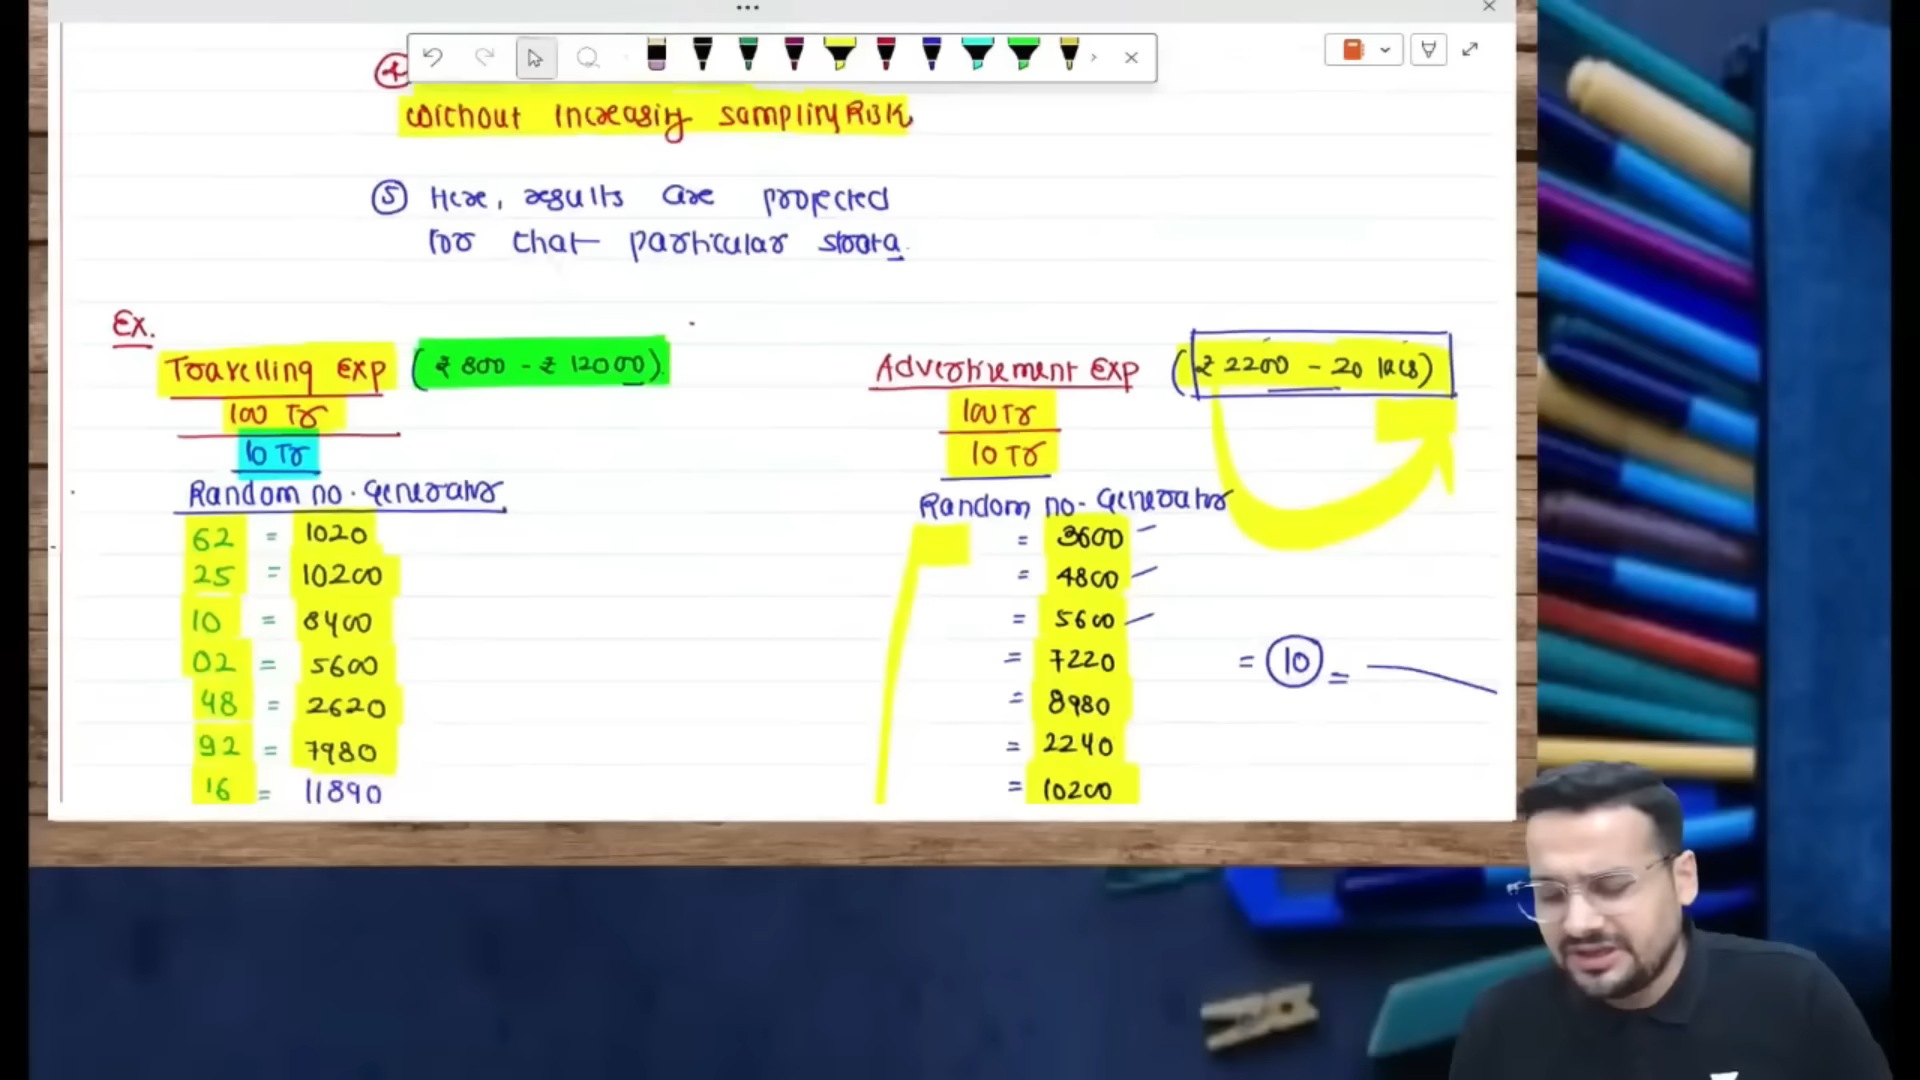 ④
Without Increasing sampling Risk
⑤ Here, results are projected
for that particular strata.
Ex.
Travelling Exp (₹ 800 - ₹ 12000).
100 Tr
10 Tr
Random no. Generator
62 = 1020
25 = 10200
10 = 8400
02 = 5600
48 = 2620
92 = 7980
16 = 11890
Advertisement Exp (₹ 2200 - 20 lacs)
100 Tr
10 Tr
Random no. Generator
= 3600
= 4800
= 5600
= 7220
= 8980
= 2240
= 10200
= 10 =